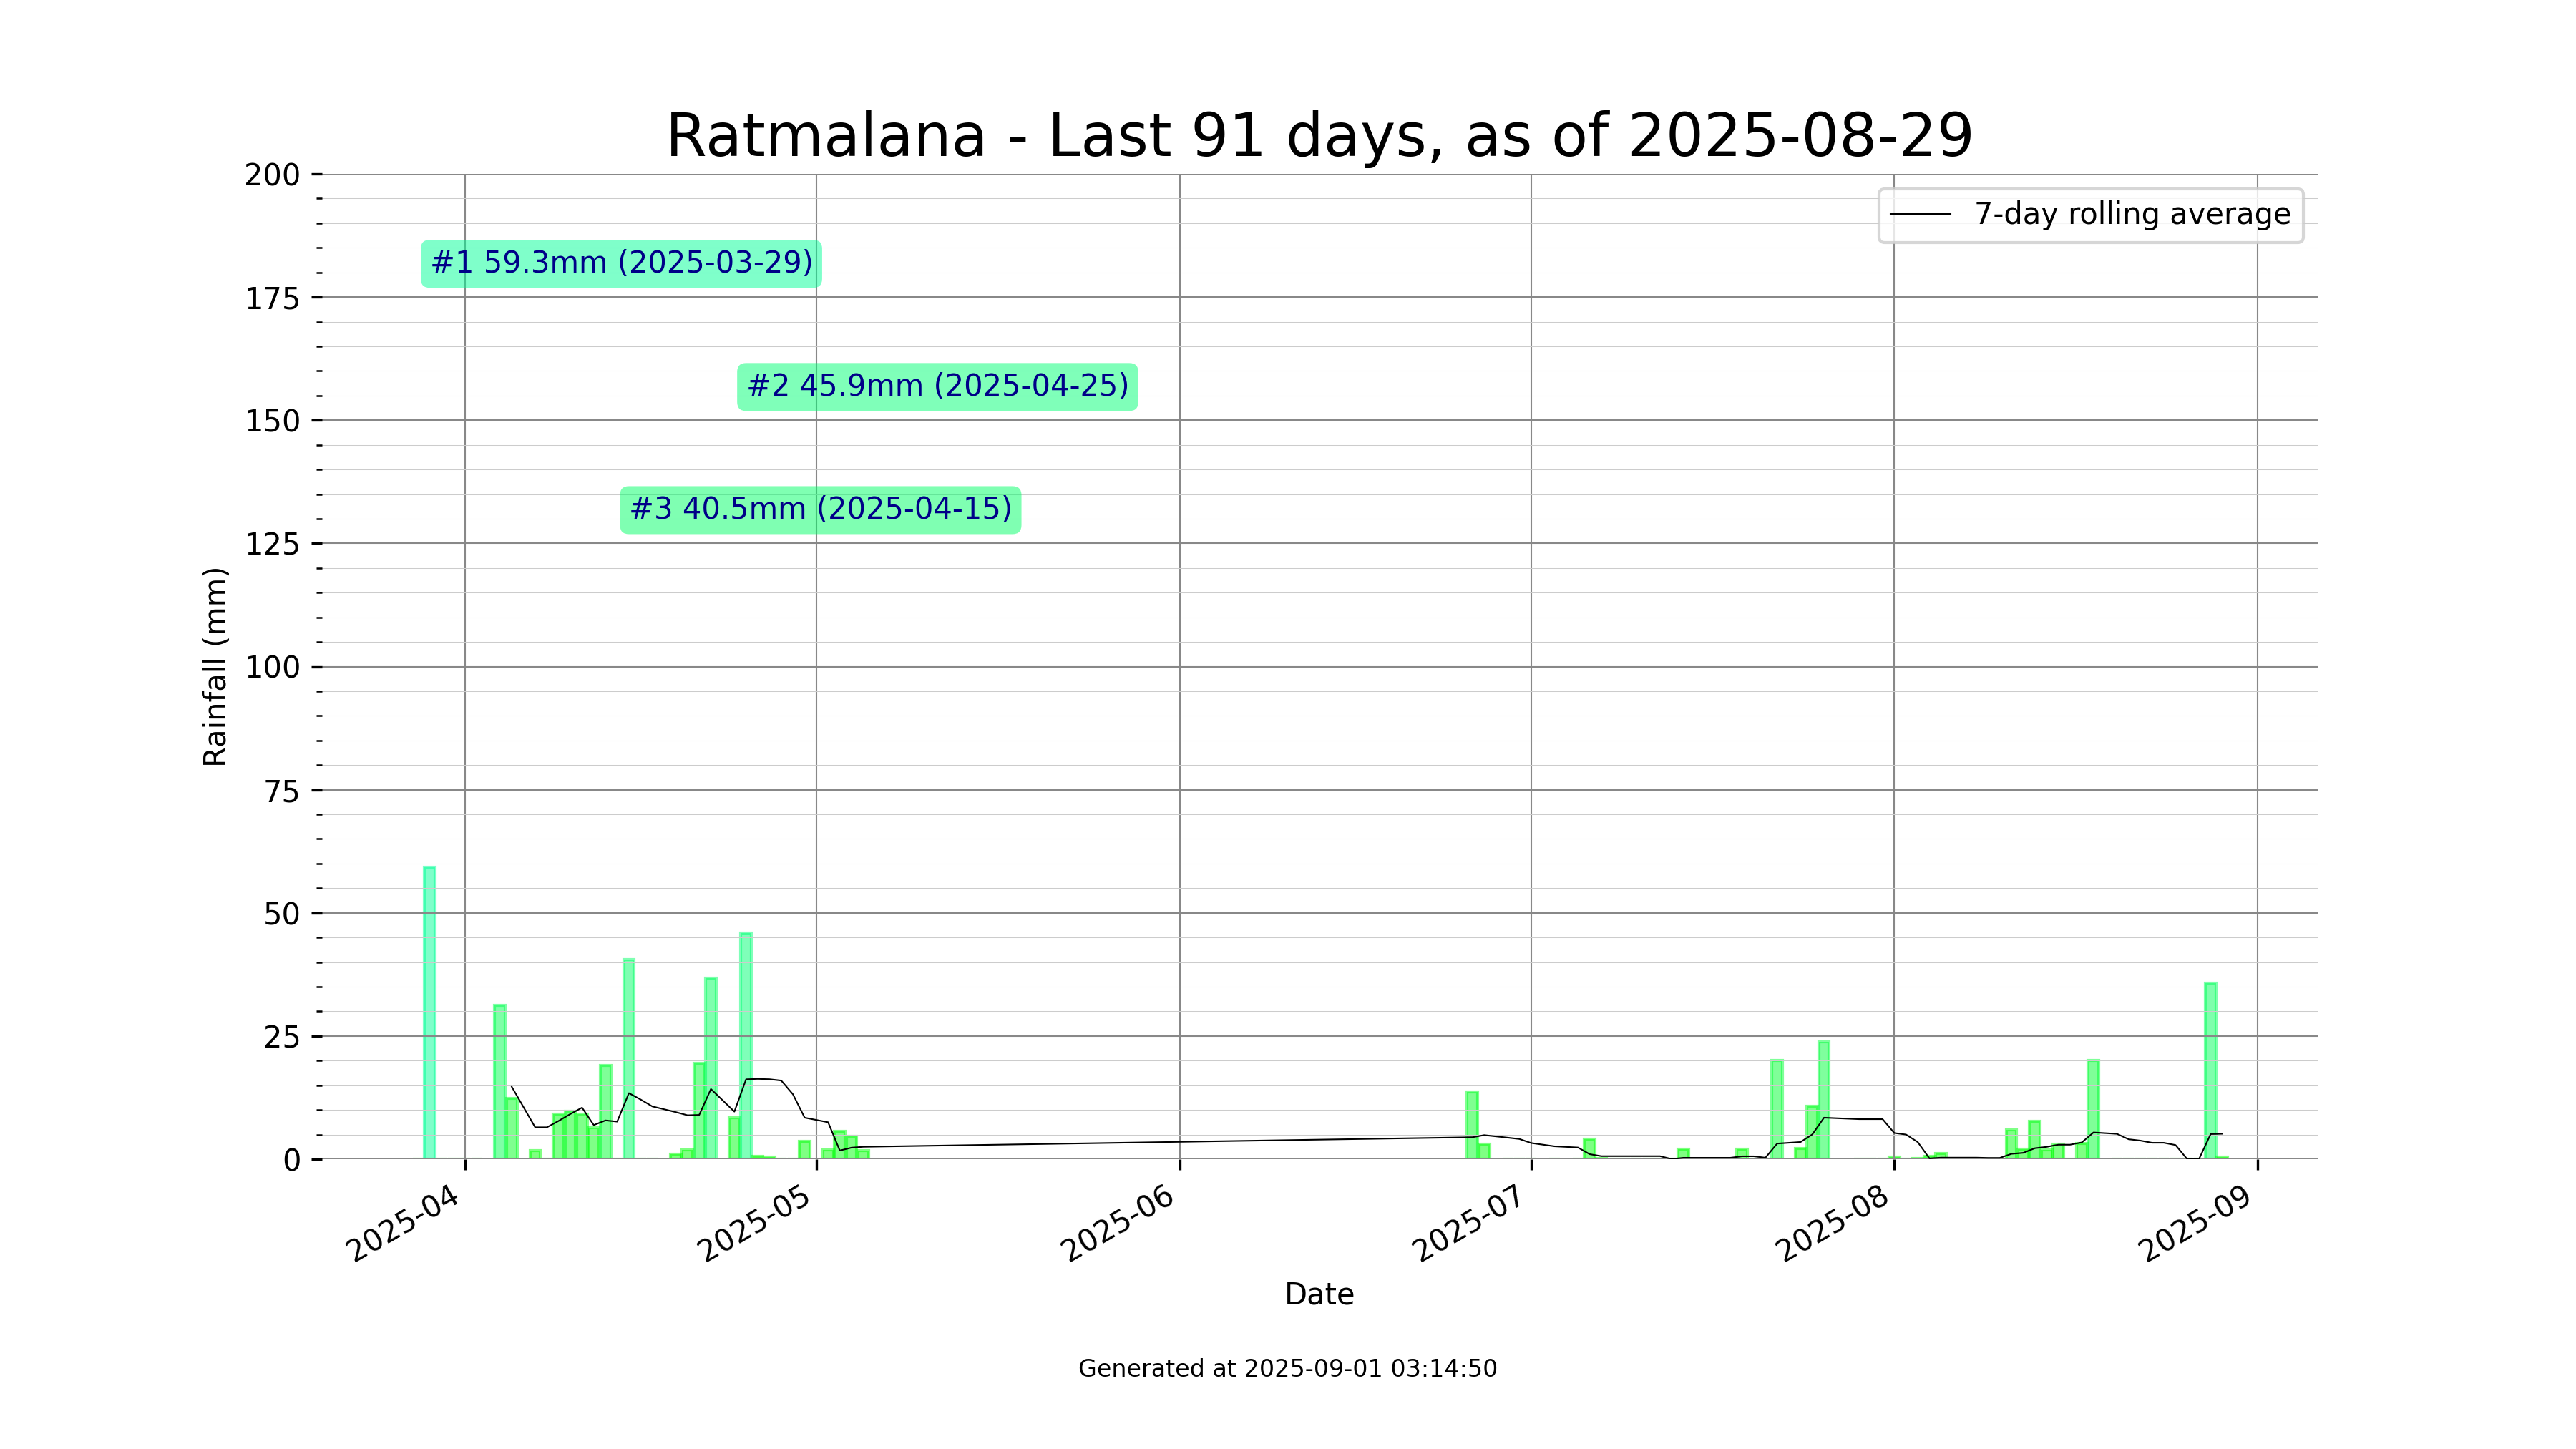 Ratmalana - Last 91 days, as of 2025-08-29
200
175
150
125
100
75
50
25
0
Rainfall (mm)
7-day rolling average
#1 59.3mm (2025-03-29)
#2 45.9mm (2025-04-25)
#3 40.5mm (2025-04-15)
2025-04
2025-05
2025-06
2025-07
2025-08
2025-09
Date
Generated at 2025-09-01 03:14:50